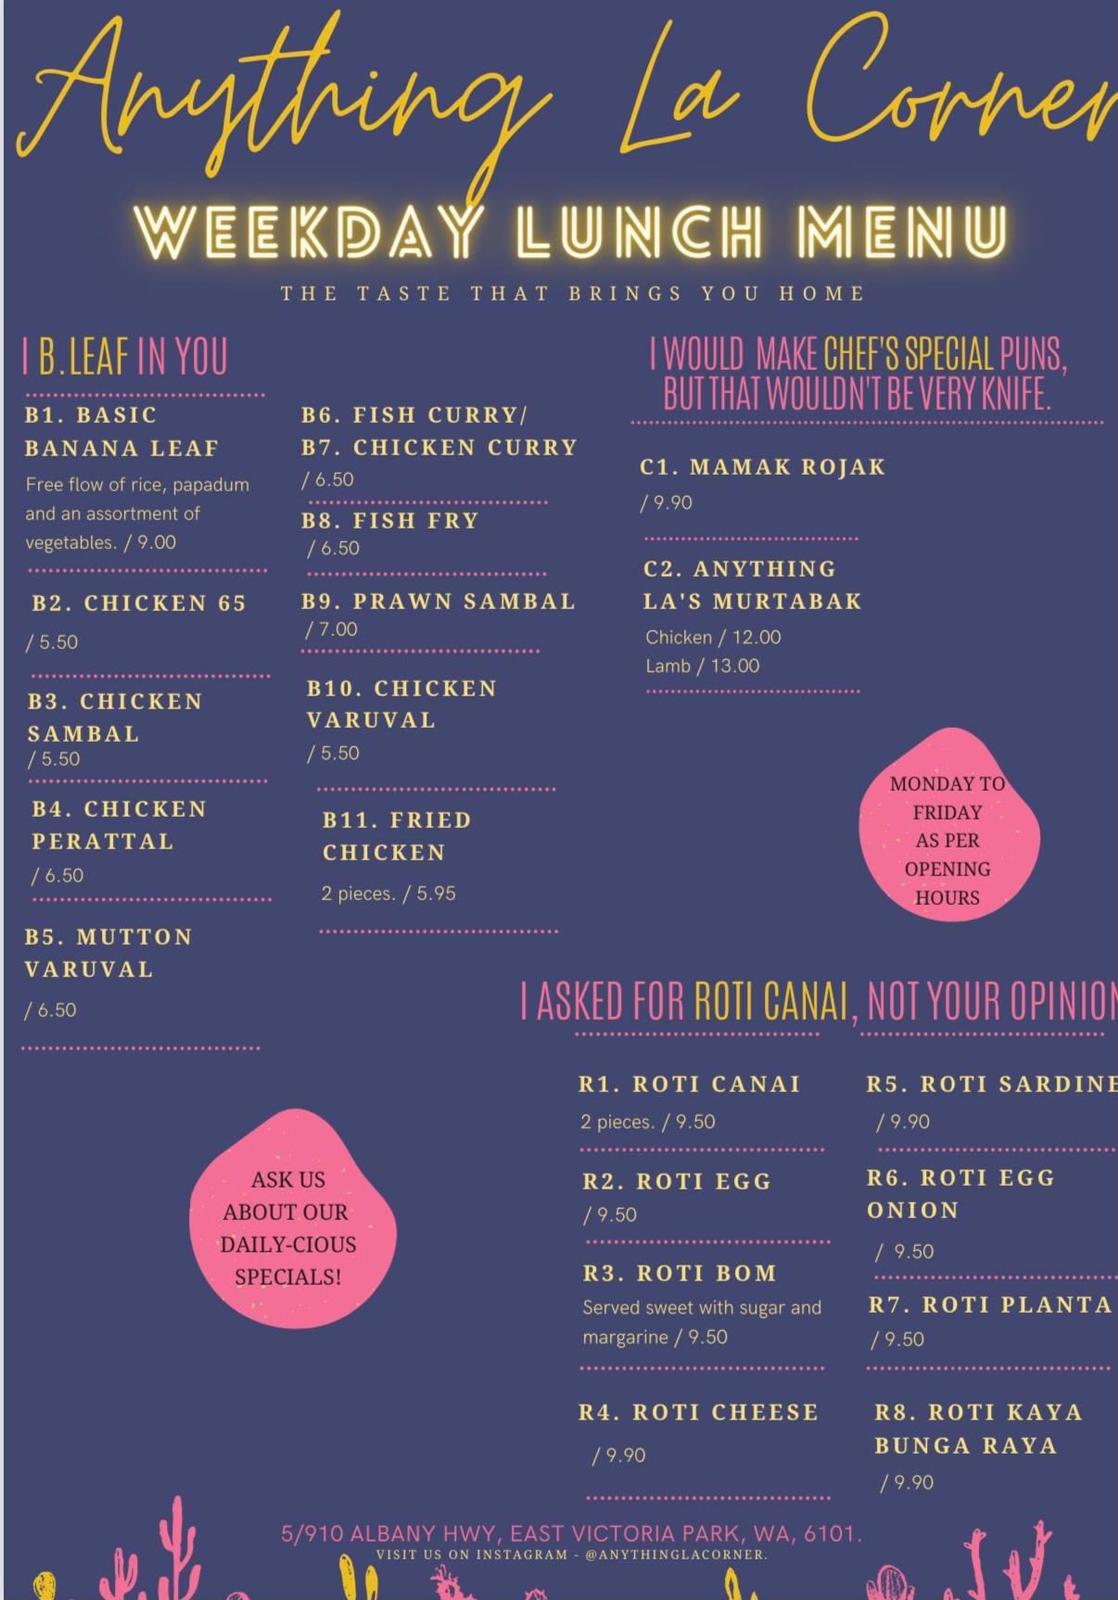 Anything La Corner
WEEKDAY LUNCH MENU
THE TASTE THAT BRINGS YOU HOME
I B.LEAF IN YOU
B1. BASIC
BANANA LEAF
Free flow of rice, papadum
and an assortment of
vegetables. / 9.00
B2. CHICKEN 65
/ 5.50
B3. CHICKEN
SAMBAL
/ 5.50
B4. CHICKEN
PERATTAL
/ 6.50
B5. MUTTON
VARUVAL
/ 6.50
B6. FISH CURRY/
B7. CHICKEN CURRY
/ 6.50
B8. FISH FRY
/ 6.50
B9. PRAWN SAMBAL
/ 7.00
B10. CHICKEN
VARUVAL
/ 5.50
B11. FRIED
CHICKEN
2 pieces. / 5.95
I WOULD MAKE CHEF'S SPECIAL PUNS,
BUT THAT WOULDN'T BE VERY KNIFE.
C1. MAMAK ROJAK
/ 9.90
C2. ANYTHING
LA'S MURTABAK
Chicken / 12.00
Lamb / 13.00
MONDAY TO
FRIDAY
AS PER
OPENING
HOURS
I ASKED FOR ROTI CANAI, NOT YOUR OPINION
R1. ROTI CANAI
2 pieces. / 9.50
R2. ROTI EGG
/ 9.50
R3. ROTI BOM
Served sweet with sugar and
margarine / 9.50
R4. ROTI CHEESE
/ 9.90
R5. ROTI SARDINE
/ 9.90
R6. ROTI EGG
ONION
/ 9.50
R7. ROTI PLANTA
/ 9.50
R8. ROTI KAYA
BUNGA RAYA
/ 9.90
ASK US
ABOUT OUR
DAILY-CIOUS
SPECIALS!
5/910 ALBANY HWY, EAST VICTORIA PARK, WA, 6101.
VISIT US ON INSTAGRAM - @ANYTHINGLACORNER.